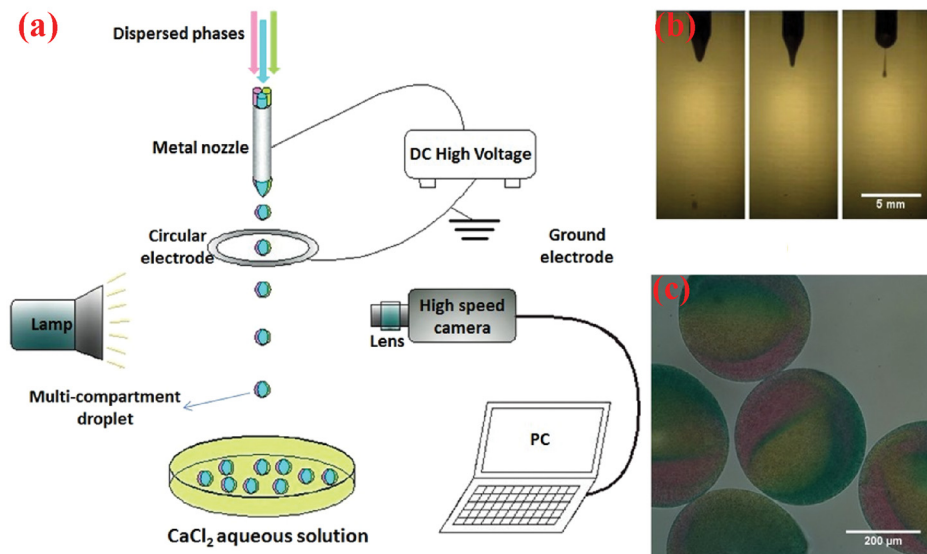 (a)
Dispersed phases
Metal nozzle
DC High Voltage
Circular
electrode
Ground
electrode
Lamp
High speed
camera
Lens
Multi-compartment
droplet
PC
CaCl₂ aqueous solution
(b)
5 mm
(c)
200 μm